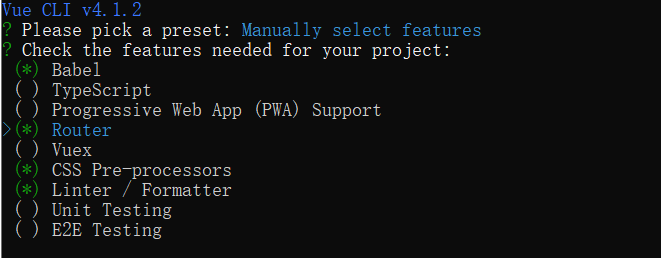 Vue CLI v4.1.2
? Please pick a preset: Manually select features
? Check the features needed for your project:
(*) Babel
( ) TypeScript
( ) Progressive Web App (PWA) Support
>(*) Router
( ) Vuex
(*) CSS Pre-processors
(*) Linter / Formatter
( ) Unit Testing
( ) E2E Testing